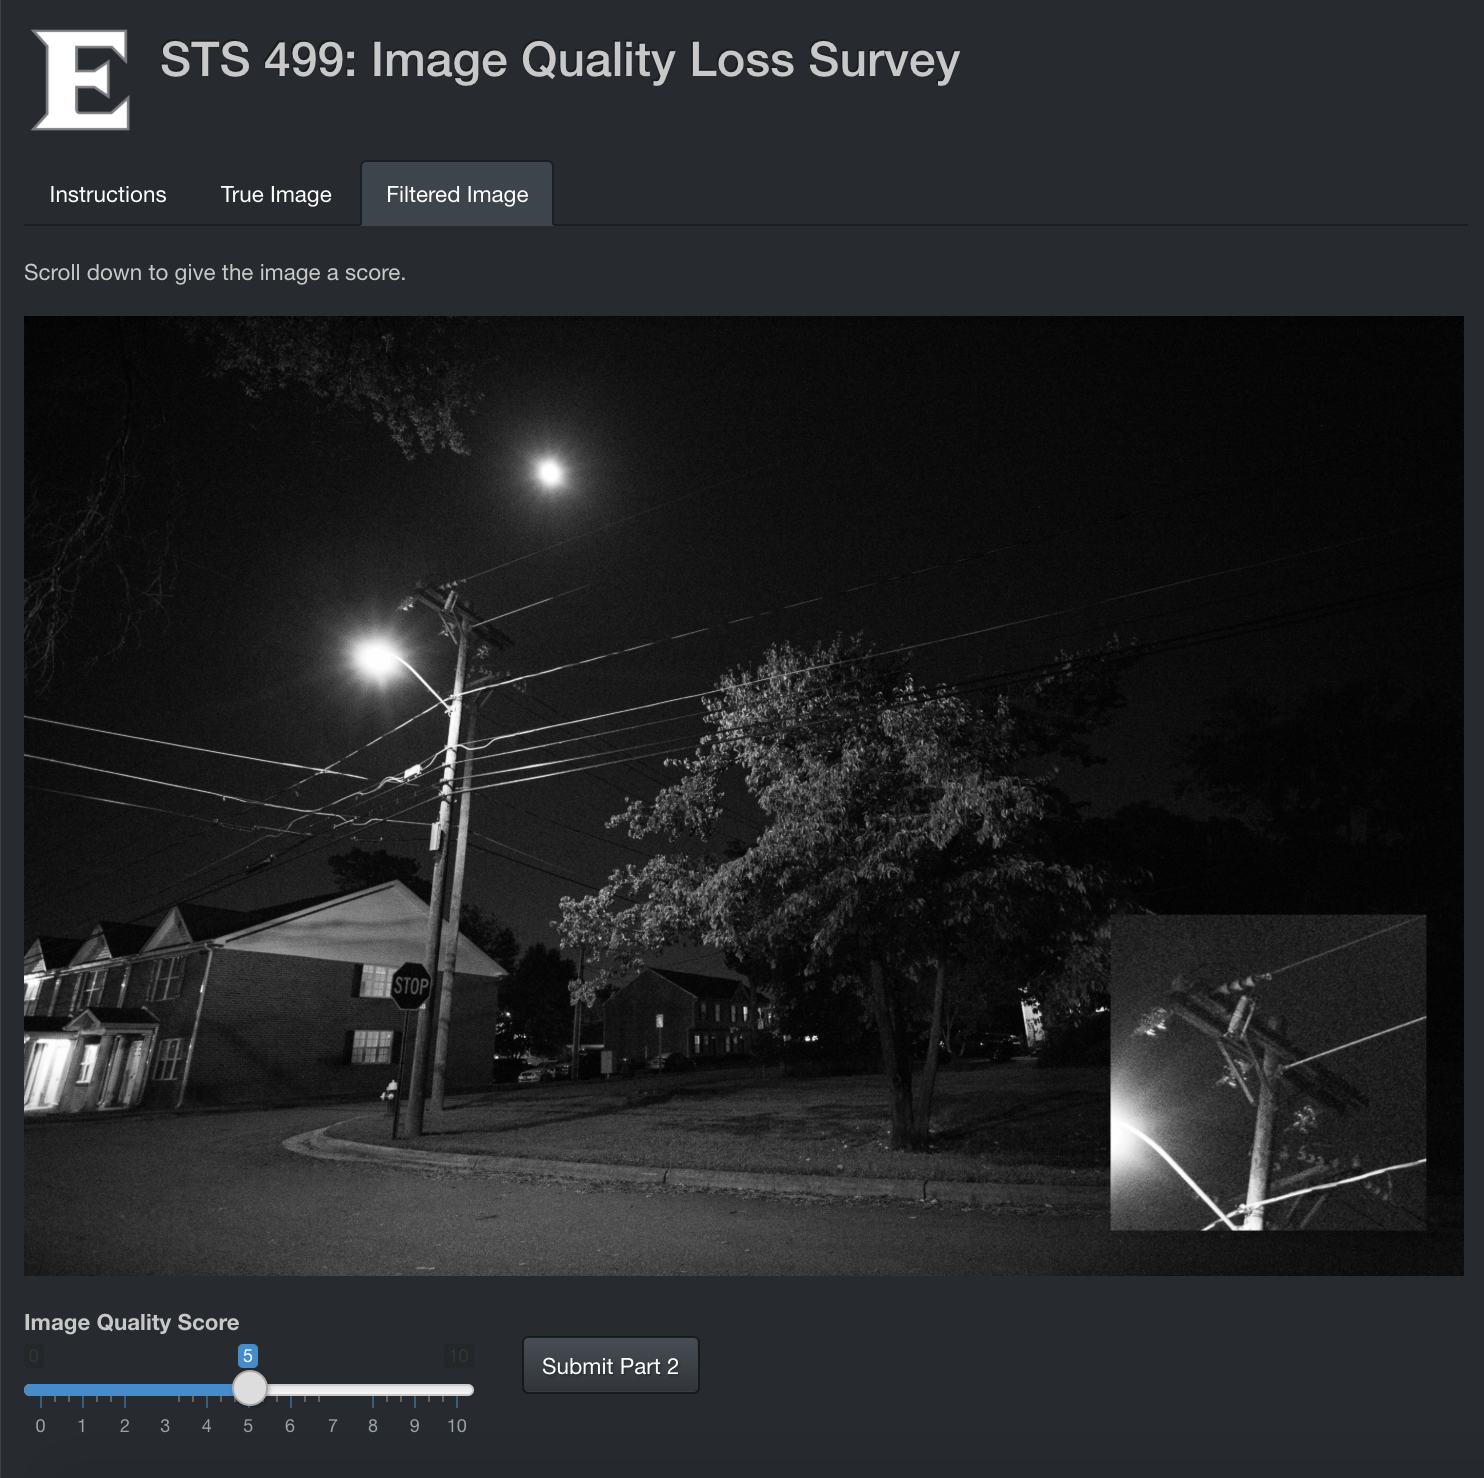 E
STS 499: Image Quality Loss Survey
Instructions
True Image
Filtered Image
Scroll down to give the image a score.
STOP
Image Quality Score
0
5
10
0 1 2 3 4 5 6 7 8 9 10
Submit Part 2